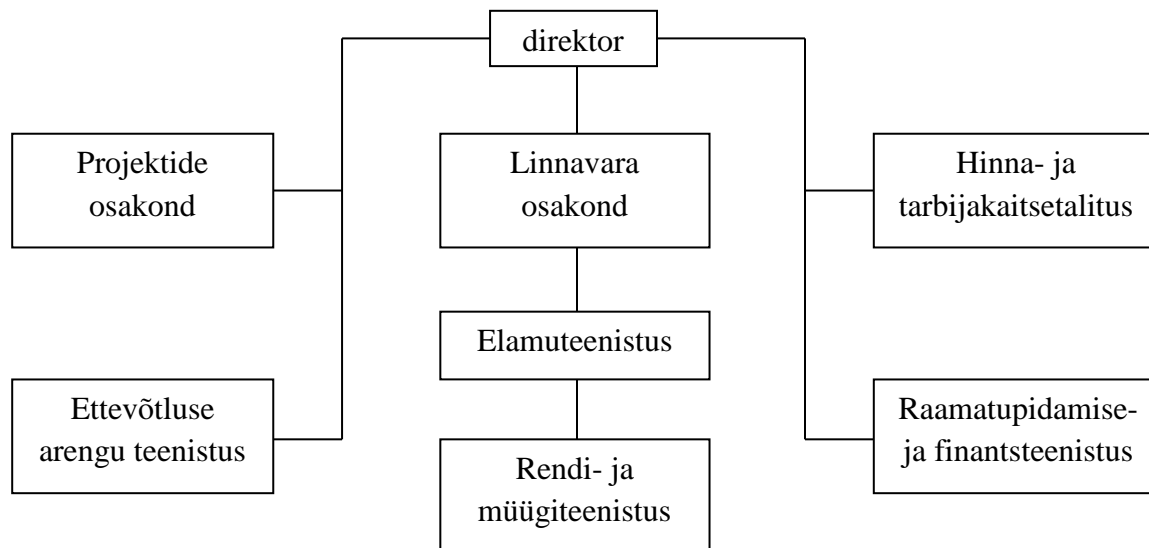 direktor
Projektide
osakond
Linnavara
osakond
Hinna- ja
tarbijakaitsetalitus
Elamuteenistus
Ettevõtluse
arengu teenistus
Raamatupidamise-
ja finantsteenistus
Rendi- ja
müügiteenistus